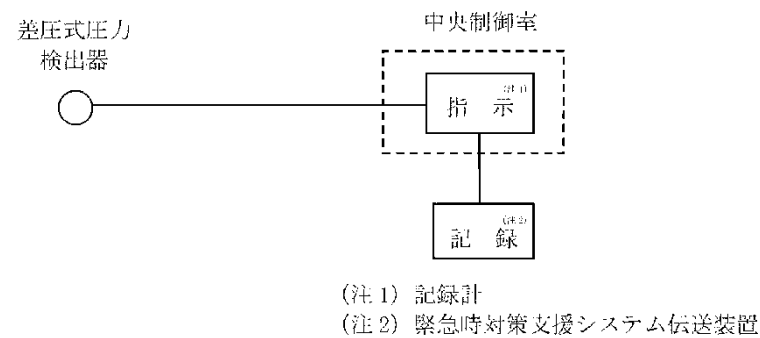 差圧式圧力
検出器
中央制御室
指 示 (注1)
記 録 (注2)
(注1) 記録計
(注2) 緊急時対策支援システム伝送装置